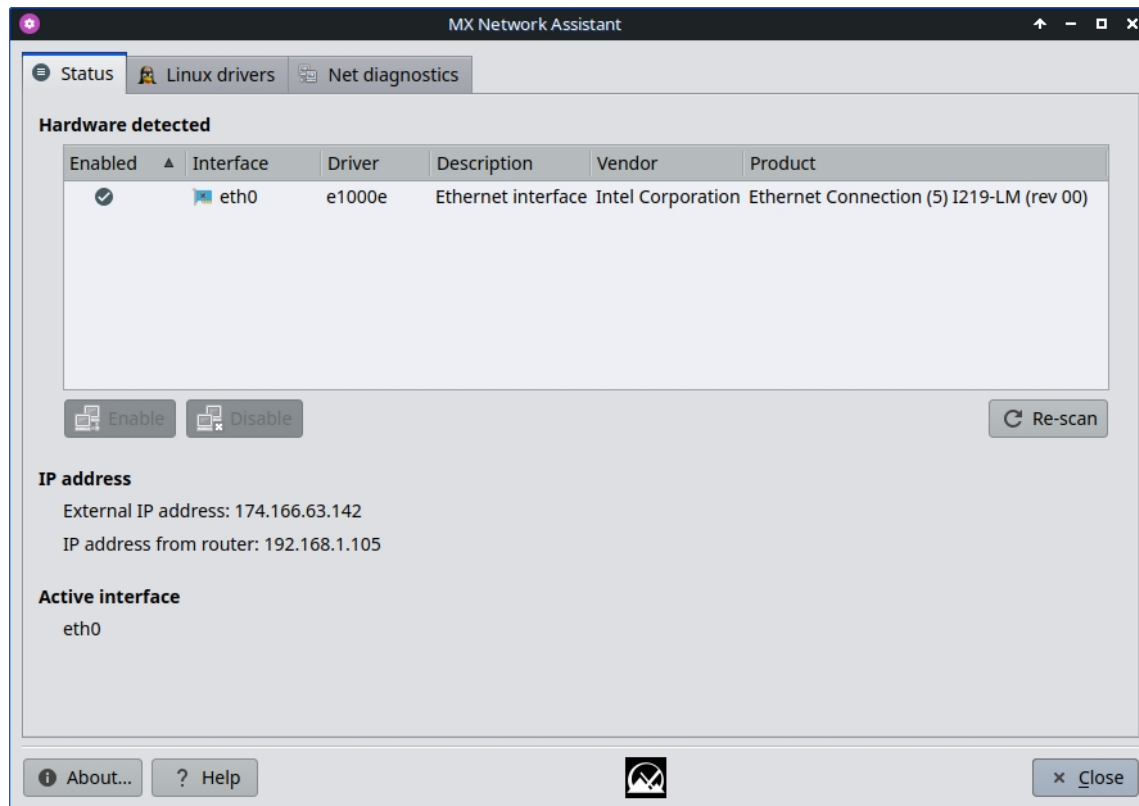 MX Network Assistant
Status Linux drivers Net diagnostics
Hardware detected
Enabled Interface Driver Description Vendor Product
eth0 e1000e Ethernet interface Intel Corporation Ethernet Connection (5) I219-LM (rev 00)
Enable Disable Re-scan
IP address
External IP address: 174.166.63.142
IP address from router: 192.168.1.105
Active interface
eth0
About... ? Help Close